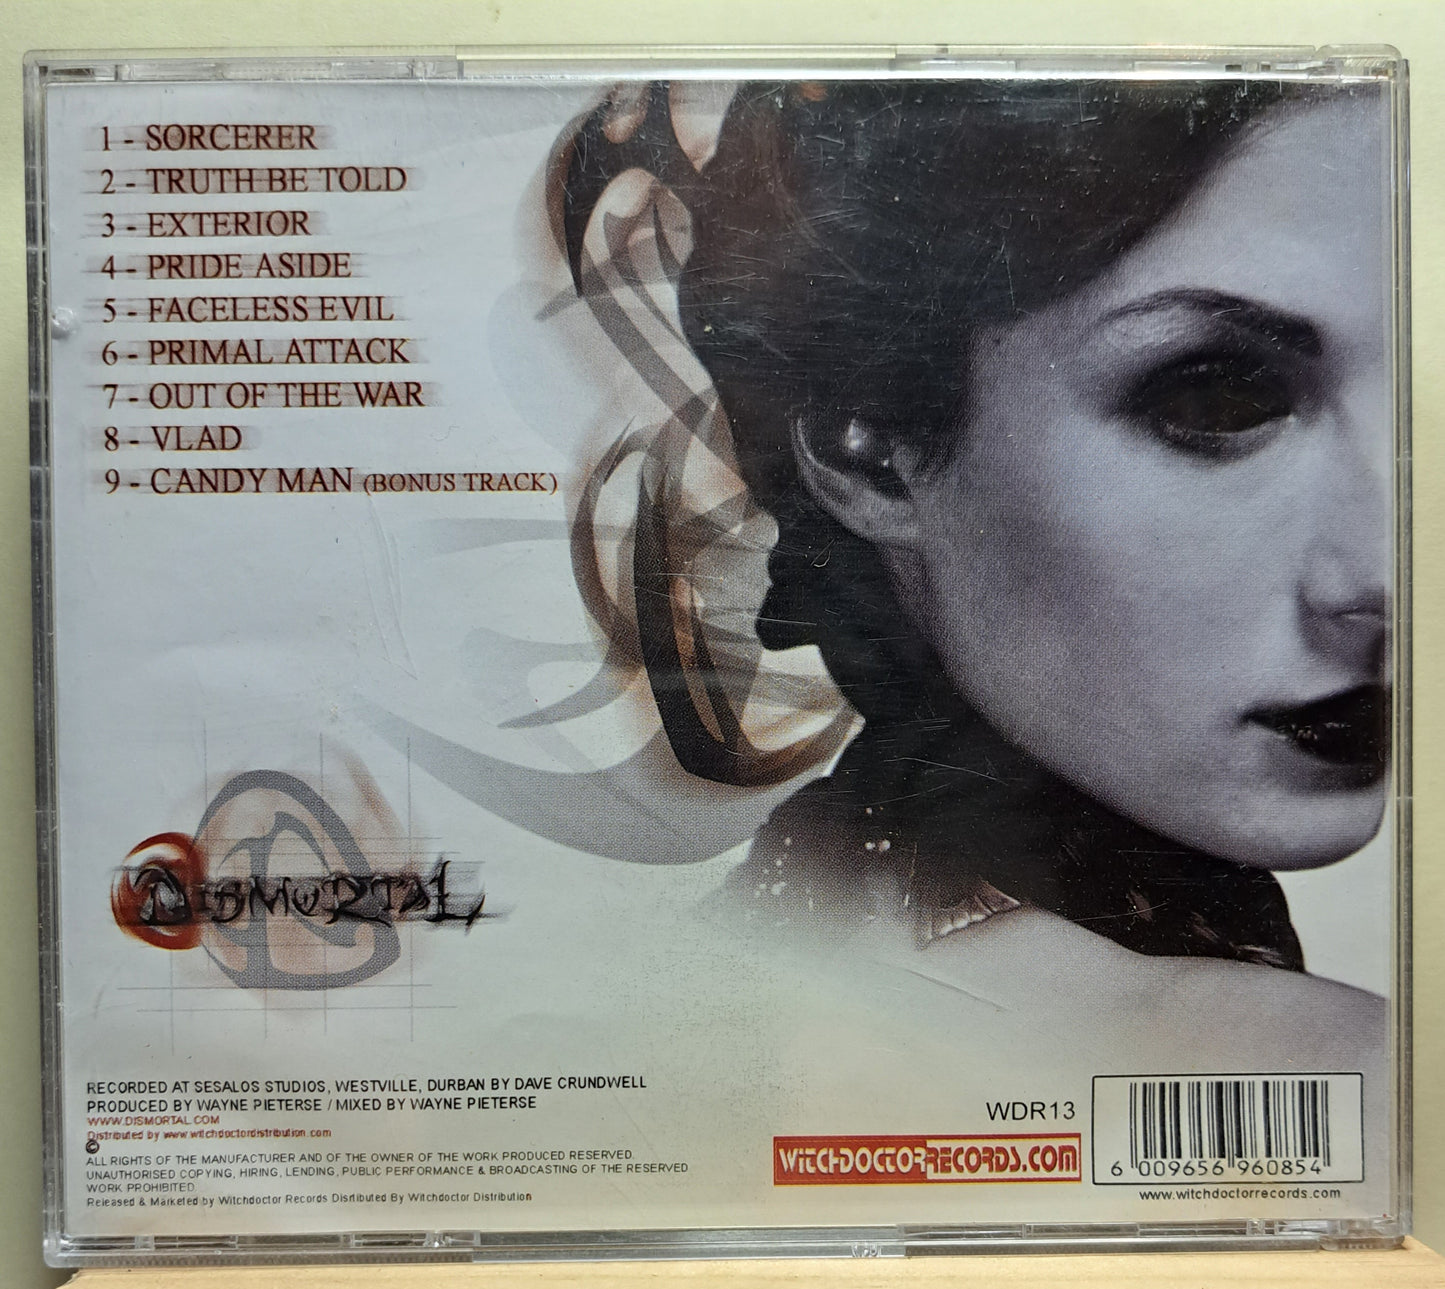 1 - SORCERER
2 - TRUTH BE TOLD
3 - EXTERIOR
4 - PRIDE ASIDE
5 - FACELESS EVIL
6 - PRIMAL ATTACK
7 - OUT OF THE WAR
8 - VLAD
9 - CANDY MAN (BONUS TRACK)
DISMORTAL
RECORDED AT SESALOS STUDIOS, WESTVILLE, DURBAN BY DAVE CRUNDWELL
PRODUCED BY WAYNE PIETERSE / MIXED BY WAYNE PIETERSE
WWW.DISMORTAL.COM
Distributed by www.witchdoctordistribution.com
©
ALL RIGHTS OF THE MANUFACTURER AND OF THE OWNER OF THE WORK PRODUCED RESERVED.
UNAUTHORISED COPYING, HIRING, LENDING, PUBLIC PERFORMANCE & BROADCASTING OF THE RESERVED
WORK PROHIBITED
Released & Marketed by Witchdoctor Records Distributed By Witchdoctor Distribution
WDR13
WITCHDOCTORRECORDS.COM
6 009656 960854
www.witchdoctorrecords.com